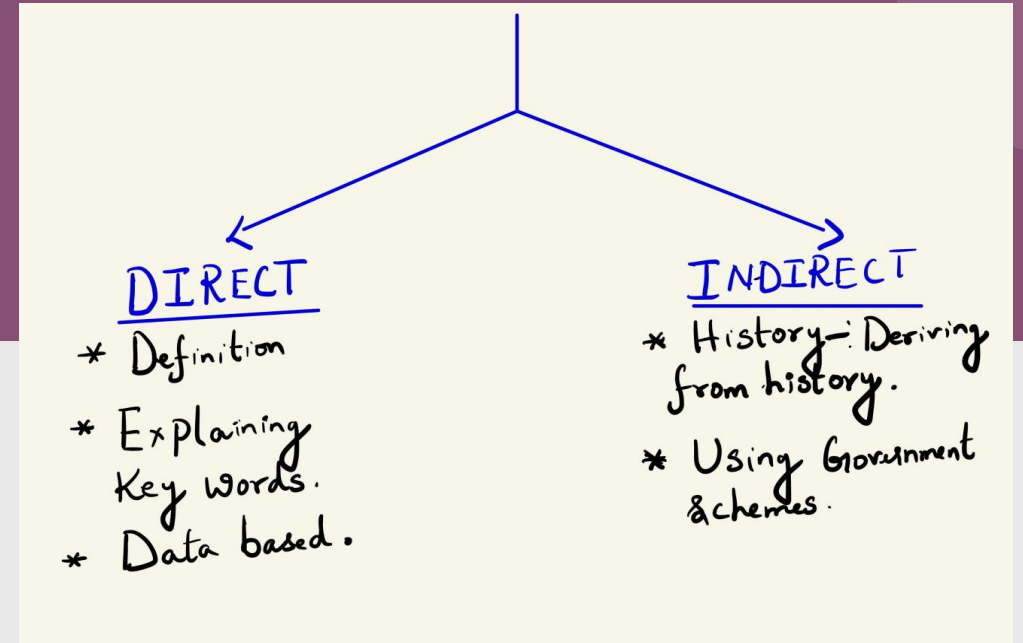 DIRECT
* Definition
* Explaining
Key words.
* Data based.
INDIRECT
* History-: Deriving
from history.
* Using Government
Schemes.